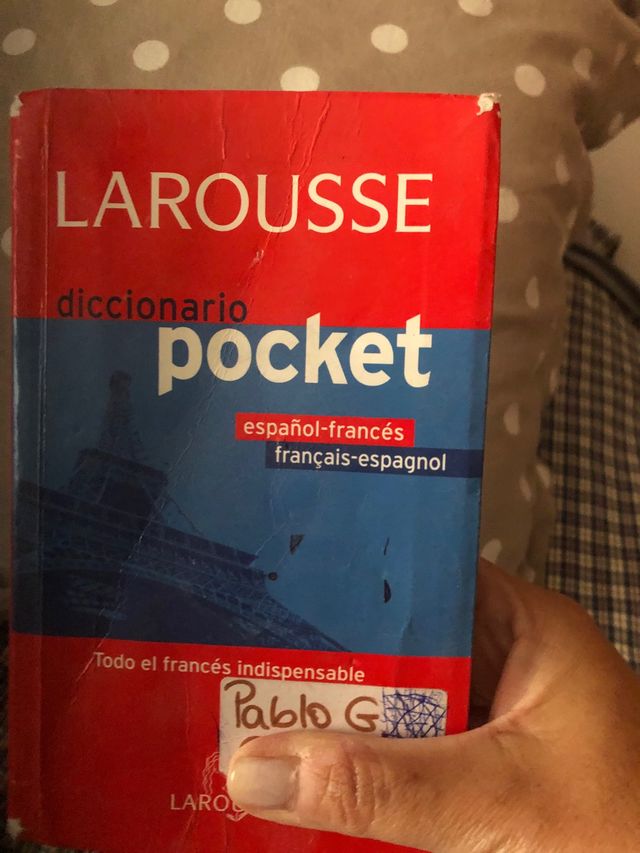 LAROUSSE
diccionario
pocket
español-francés
français-espagnol
Todo el francés indispensable
Pablo G